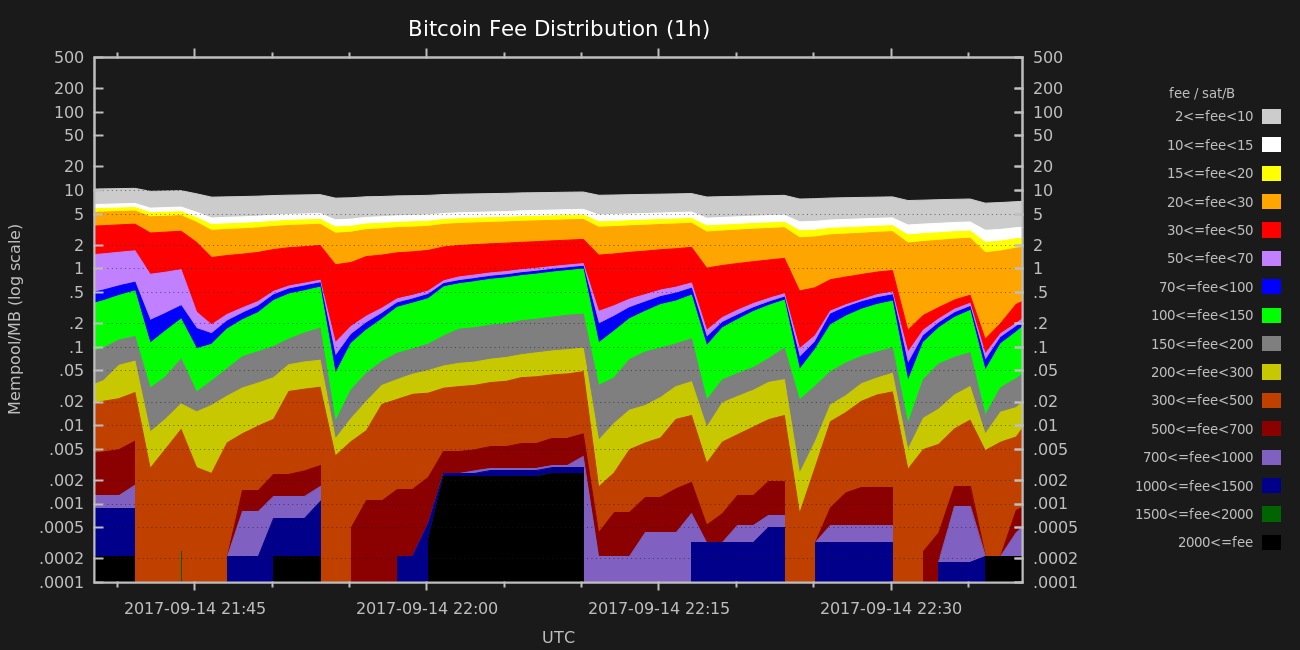 Bitcoin Fee Distribution (1h)
Mempool/MB (log scale)
500
200
100
50
20
10
5
2
1
.5
.2
.1
.05
.02
.01
.005
.002
.001
.0005
.0002
.0001
500
200
100
50
20
10
5
2
1
.5
.2
.1
.05
.02
.01
.005
.002
.001
.0005
.0002
.0001
2017-09-14 21:45
2017-09-14 22:00
2017-09-14 22:15
2017-09-14 22:30
UTC
fee / sat/B
2<=fee<10
10<=fee<15
15<=fee<20
20<=fee<30
30<=fee<50
50<=fee<70
70<=fee<100
100<=fee<150
150<=fee<200
200<=fee<300
300<=fee<500
500<=fee<700
700<=fee<1000
1000<=fee<1500
1500<=fee<2000
2000<=fee